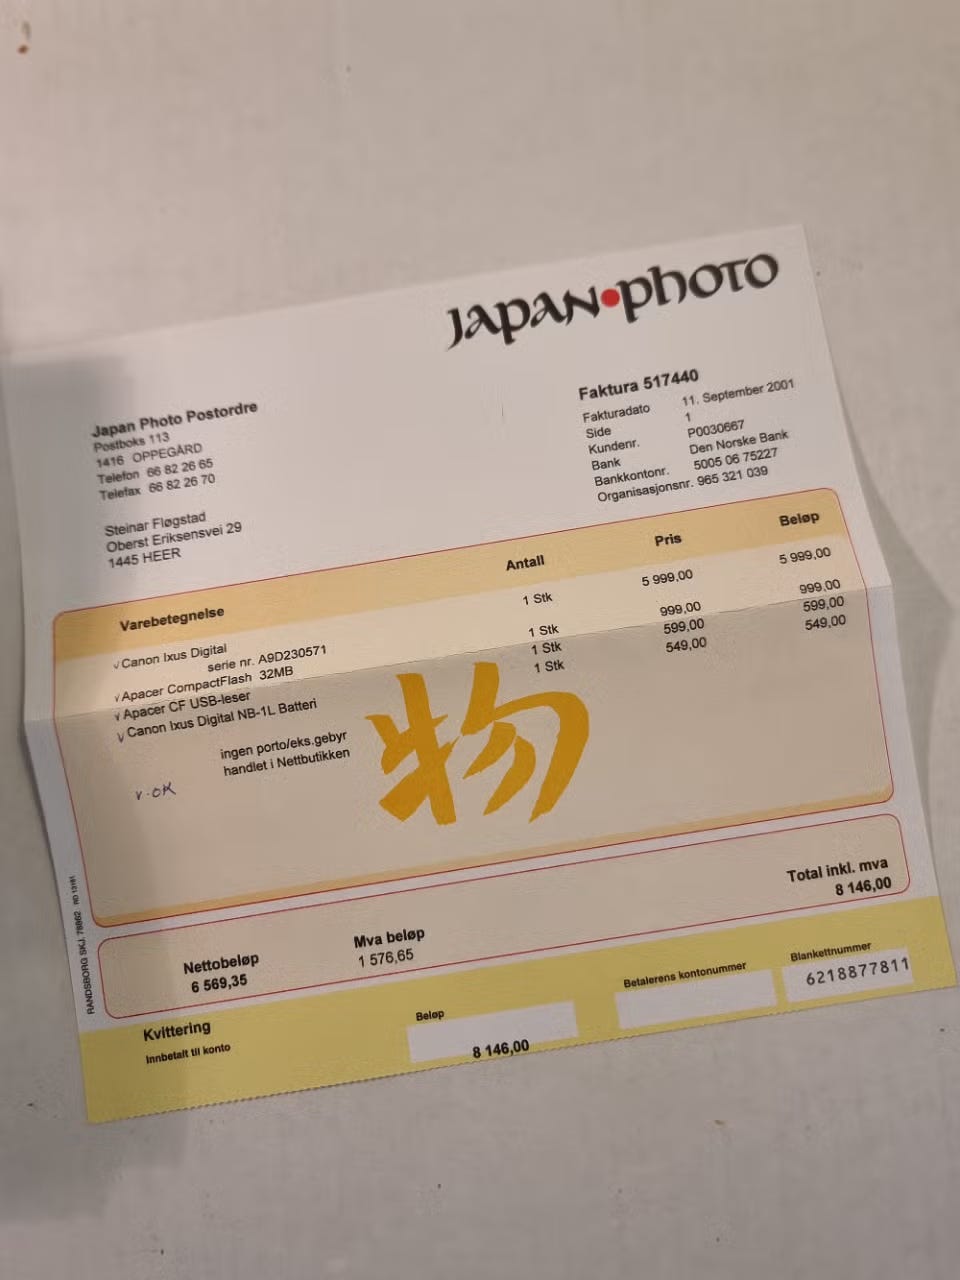 JAPAN•PHOTO
Japan Photo Postordre
Postboks 113
1416 OPPEGÅRD
Telefon 66 82 26 65
Telefax 66 82 26 70
Steinar Fløgstad
Oberst Eriksensvei 29
1445 HEER
Faktura 517440
Fakturadato 11. September 2001
Side 1
Kundenr. P0030667
Bank Den Norske Bank
Bankkontonr. 5005 06 75227
Organisasjonsnr. 965 321 039
Varebetegnelse Antall Pris Beløp
√ Canon Ixus Digital 1 Stk 5 999,00 5 999,00
serie nr. A9D230571
√ Apacer CompactFlash 32MB 1 Stk 999,00 999,00
√ Apacer CF USB-leser 1 Stk 599,00 599,00
√ Canon Ixus Digital NB-1L Batteri 1 Stk 549,00 549,00
ingen porto/eks.gebyr
handlet i Nettbutikken
v.OK
物
Nettobeløp Mva beløp Total inkl. mva
6 569,35 1 576,65 8 146,00
RANDSBORG SKJ. 78862 RO 13161
Kvittering
Innbetalt til konto
Beløp
8 146,00
Betalerens kontonummer
Blankettnummer
6218877811